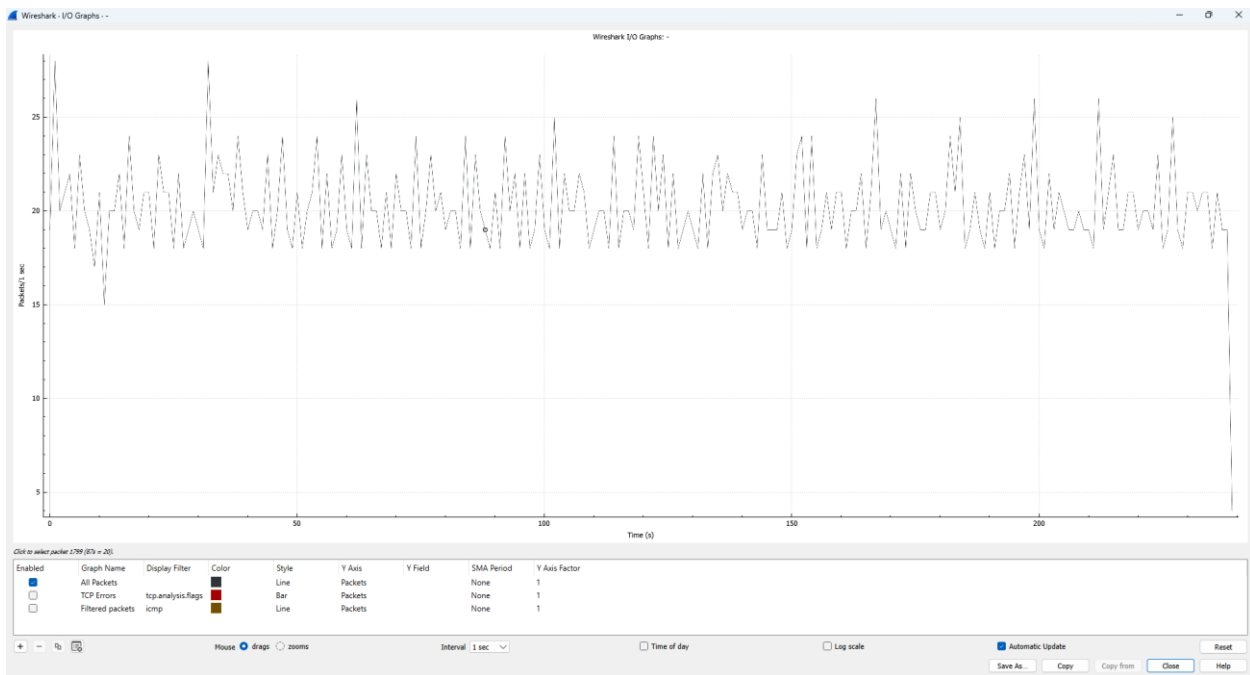 Wireshark · I/O Graphs · -
Wireshark I/O Graphs: -
Packets/1 sec
25
20
15
10
5
0 50 100 150 200
Time (s)
Click to select packet 1799 (87s = 20).
Enabled Graph Name Display Filter Color Style Y Axis Y Field SMA Period Y Axis Factor
All Packets Line Packets None 1
TCP Errors tcp.analysis.flags Bar Packets None 1
Filtered packets icmp Line Packets None 1
+ − Mouse drags zooms Interval 1 sec Time of day Log scale Automatic Update Reset
Save As... Copy Copy from Close Help